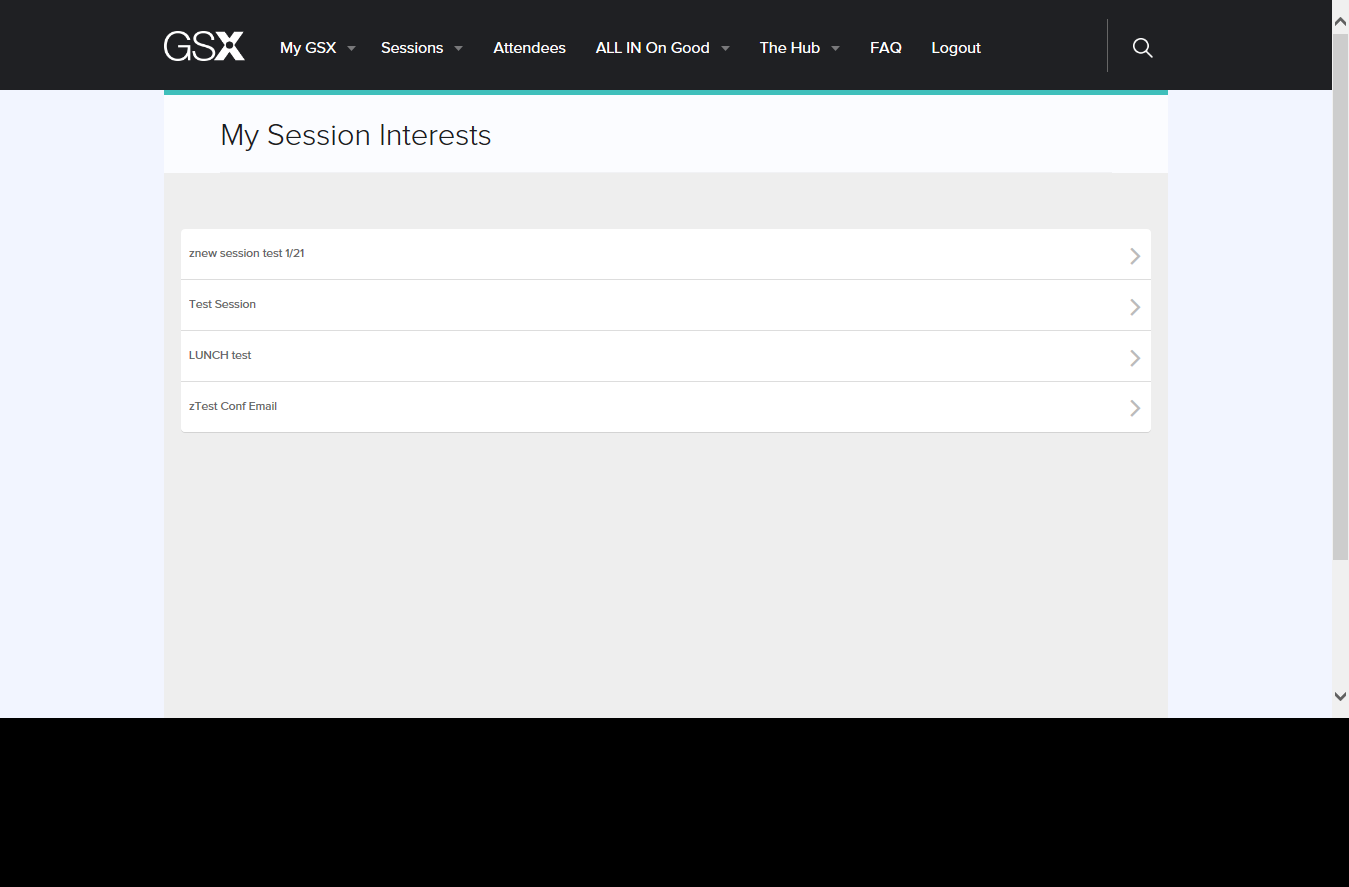 GSX My GSX Sessions Attendees ALL IN On Good The Hub FAQ Logout
My Session Interests
znew session test 1/21
Test Session
LUNCH test
zTest Conf Email